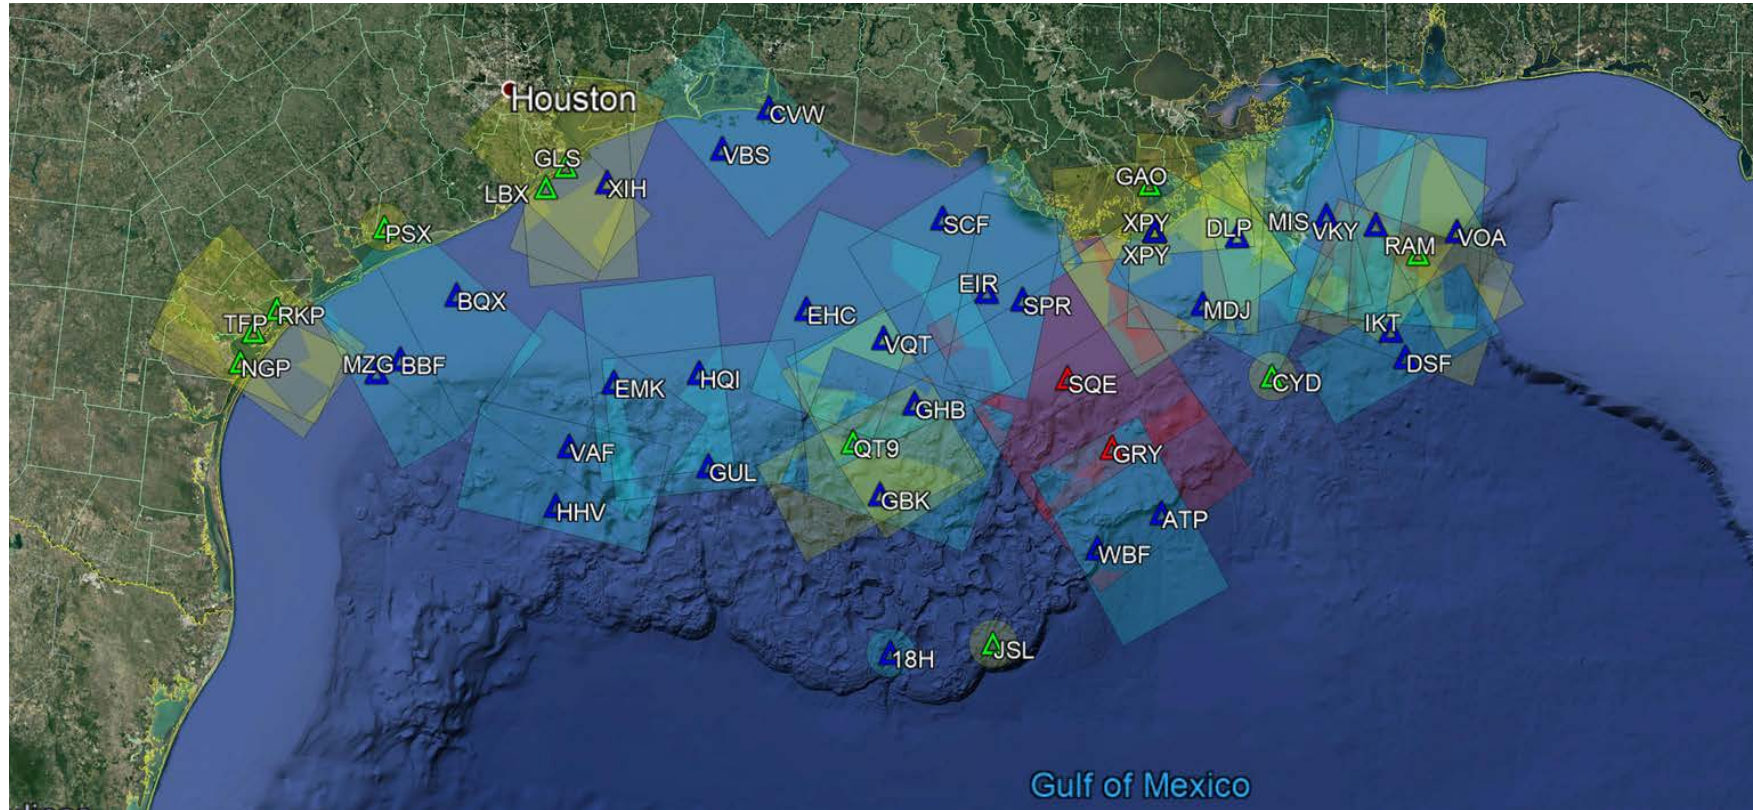 Houston
CVW
VBS
GLS
LBX
XIH
PSX
GAO
SCF
XPY
XPY
DLP
MIS
VKY
RAM
VOA
BQX
EIR
SPR
EHC
MDJ
RKP
TFP
NGP
MZG
BBF
VQT
IKT
DSF
EMK
HQI
SQE
CYD
GHB
VAF
GUL
QT9
GRY
HHV
GBK
ATP
WBF
18H
JSL
Gulf of Mexico